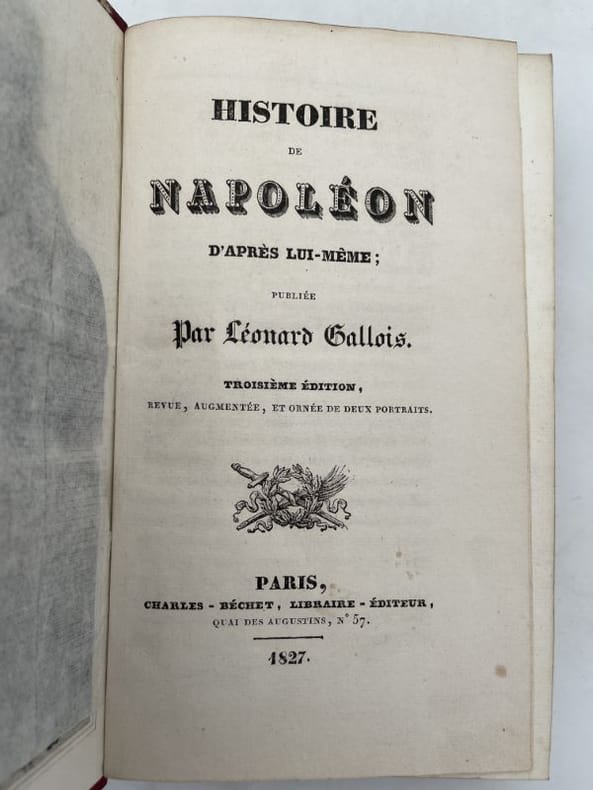 HISTOIRE
DE
NAPOLÉON
D'APRÈS LUI-MÊME;
PUBLIÉE
Par Léonard Gallois.
TROISIÈME ÉDITION,
REVUE, AUGMENTÉE, ET ORNÉE DE DEUX PORTRAITS.
PARIS,
CHARLES-BÉCHET, LIBRAIRE-ÉDITEUR,
QUAI DES AUGUSTINS, N° 57.
1827.